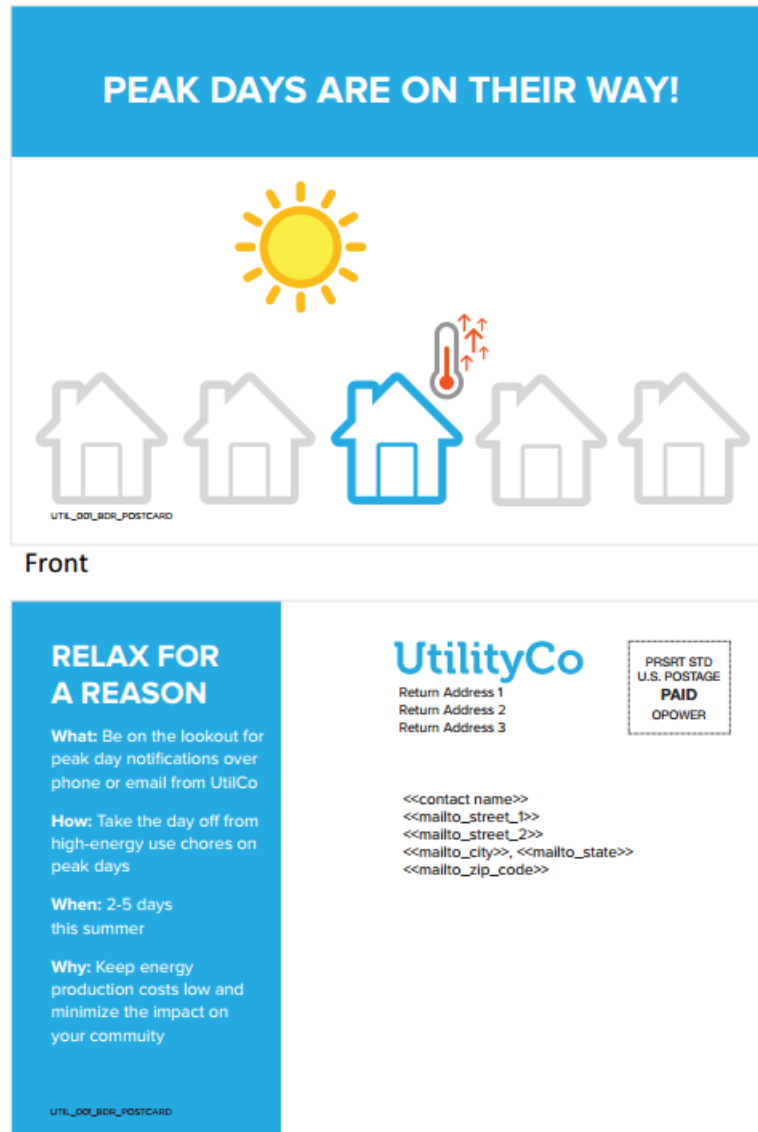 PEAK DAYS ARE ON THEIR WAY!
UTIL_001_BDR_POSTCARD
Front
RELAX FOR
A REASON
What: Be on the lookout for
peak day notifications over
phone or email from UtilCo
How: Take the day off from
high-energy use chores on
peak days
When: 2-5 days
this summer
Why: Keep energy
production costs low and
minimize the impact on
your commuity
UTIL_001_BDR_POSTCARD
UtilityCo
Return Address 1
Return Address 2
Return Address 3
PRSRT STD
U.S. POSTAGE
PAID
OPOWER
<<contact name>>
<<mailto_street_1>>
<<mailto_street_2>>
<<mailto_city>>, <<mailto_state>>
<<mailto_zip_code>>